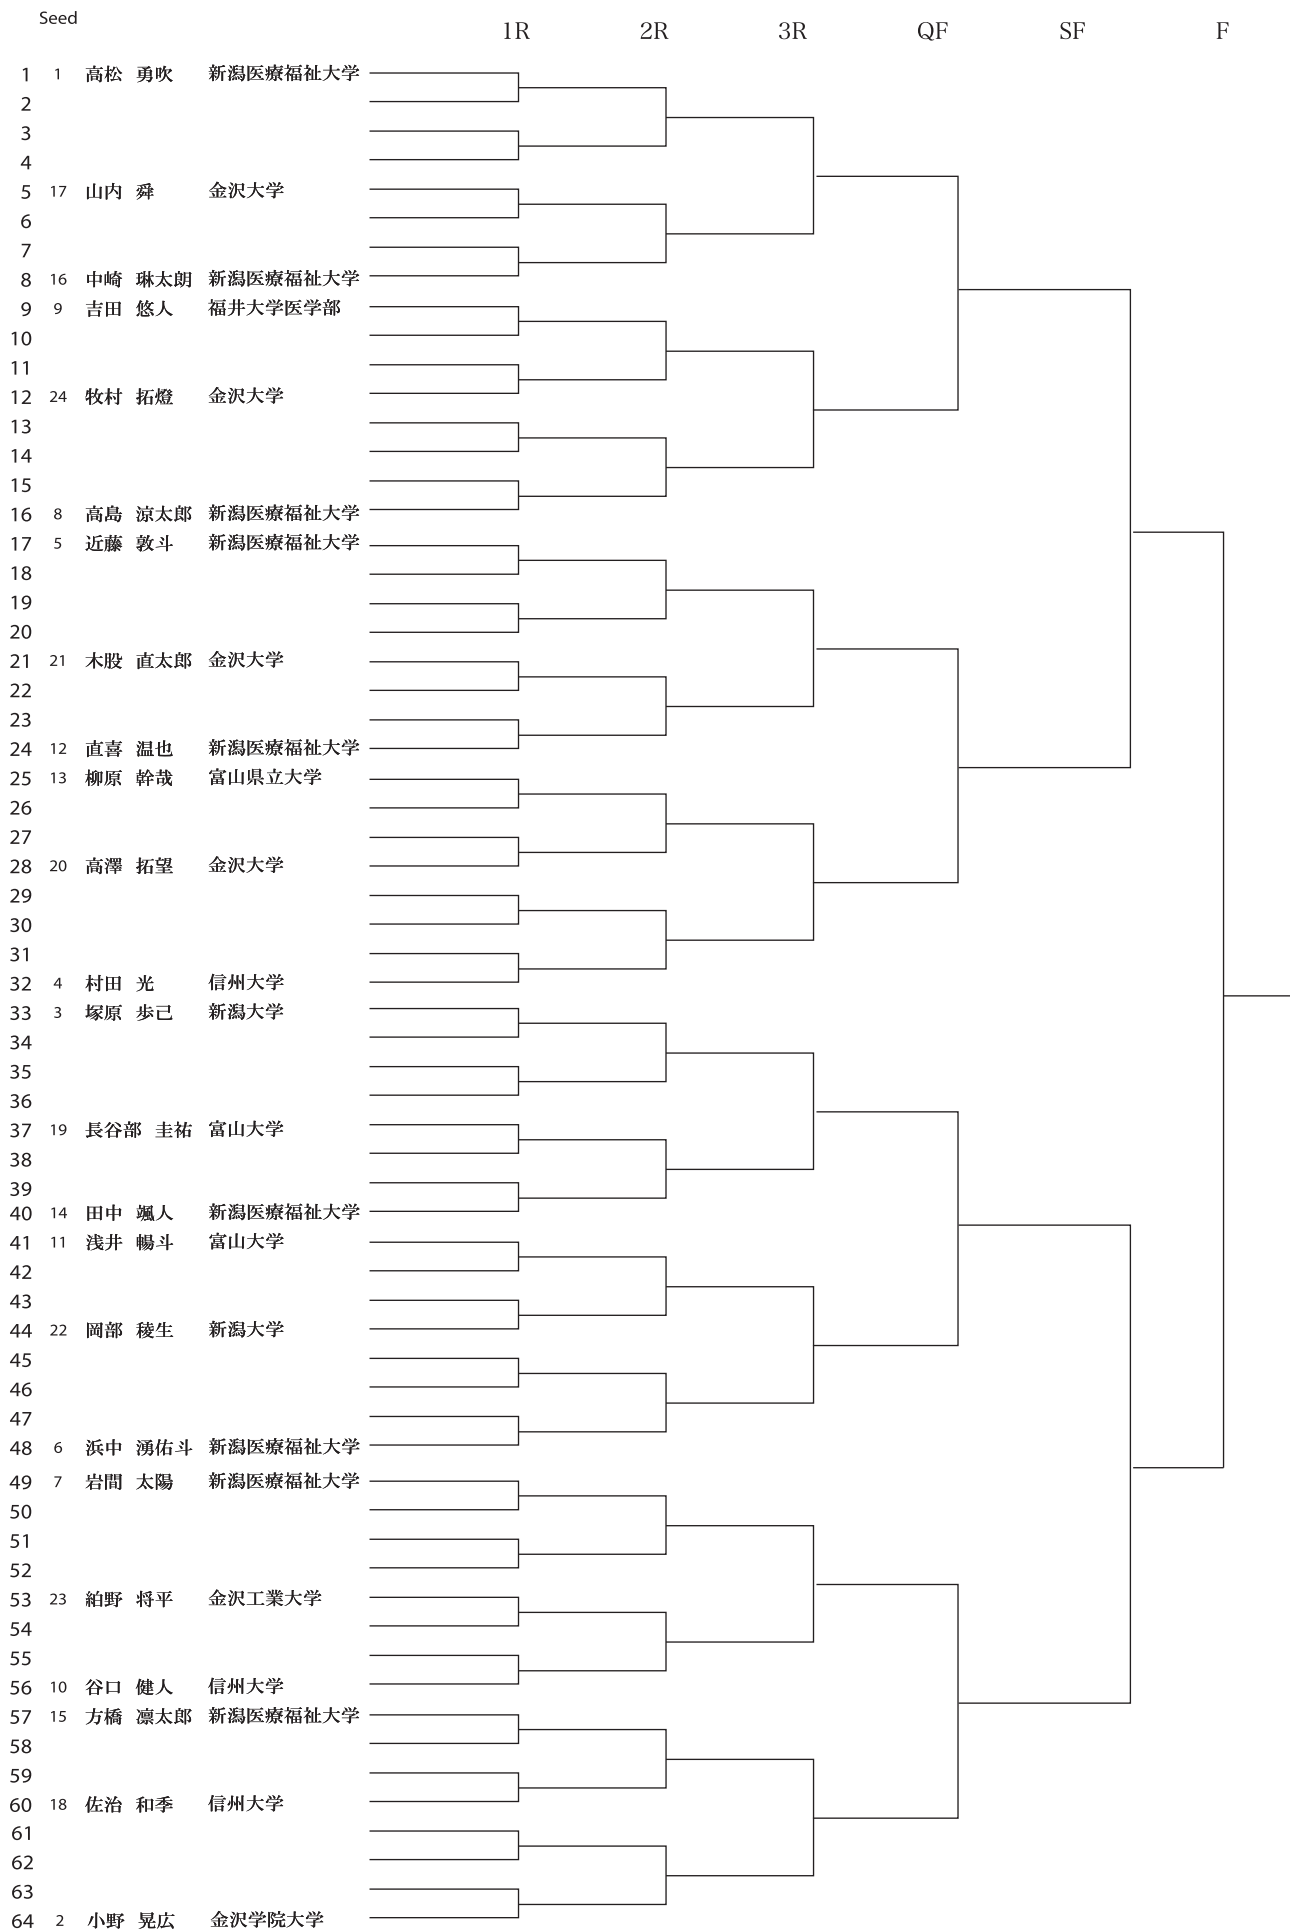 Seed
1R 2R 3R QF SF F
1 1 高松 勇吹 新潟医療福祉大学
2
3
4
5 17 山内 舜 金沢大学
6
7
8 16 中崎 琳太朗 新潟医療福祉大学
9 9 吉田 悠人 福井大学医学部
10
11
12 24 牧村 拓燈 金沢大学
13
14
15
16 8 高島 涼太郎 新潟医療福祉大学
17 5 近藤 敦斗 新潟医療福祉大学
18
19
20
21 21 木股 直太郎 金沢大学
22
23
24 12 直喜 温也 新潟医療福祉大学
25 13 柳原 幹哉 富山県立大学
26
27
28 20 高澤 拓望 金沢大学
29
30
31
32 4 村田 光 信州大学
33 3 塚原 歩己 新潟大学
34
35
36
37 19 長谷部 圭祐 富山大学
38
39
40 14 田中 颯人 新潟医療福祉大学
41 11 浅井 暢斗 富山大学
42
43
44 22 岡部 稜生 新潟大学
45
46
47
48 6 浜中 湧佑斗 新潟医療福祉大学
49 7 岩間 太陽 新潟医療福祉大学
50
51
52
53 23 絈野 将平 金沢工業大学
54
55
56 10 谷口 健人 信州大学
57 15 方橋 凛太郎 新潟医療福祉大学
58
59
60 18 佐治 和季 信州大学
61
62
63
64 2 小野 晃広 金沢学院大学